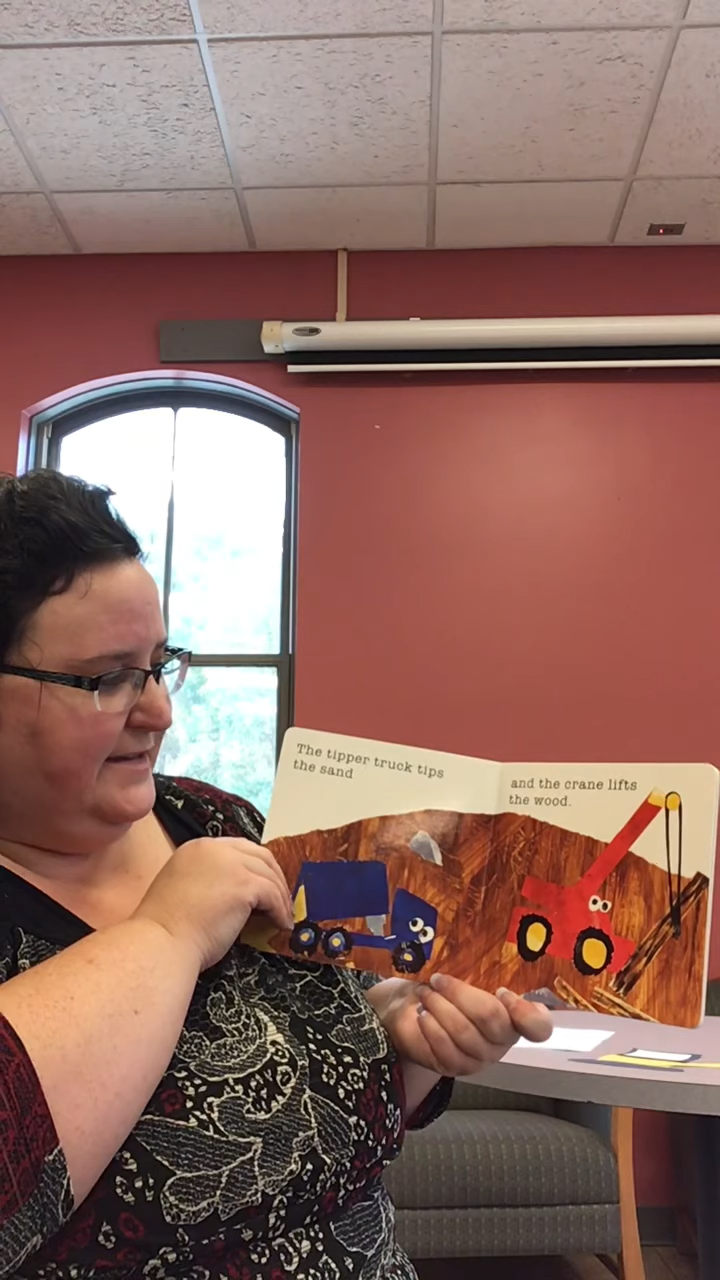 The tipper truck tips
the sand
and the crane lifts
the wood.